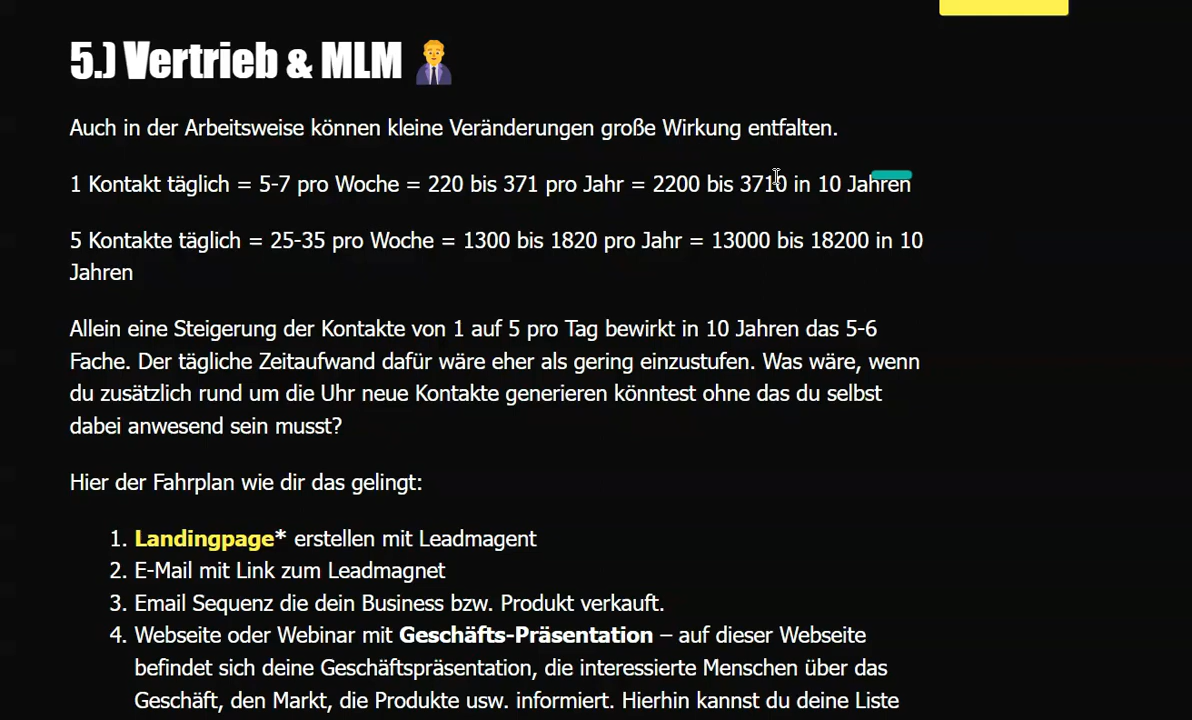 5.) Vertrieb & MLM
Auch in der Arbeitsweise können kleine Veränderungen große Wirkung entfalten.
1 Kontakt täglich = 5-7 pro Woche = 220 bis 371 pro Jahr = 2200 bis 3710 in 10 Jahren
5 Kontakte täglich = 25-35 pro Woche = 1300 bis 1820 pro Jahr = 13000 bis 18200 in 10
Jahren
Allein eine Steigerung der Kontakte von 1 auf 5 pro Tag bewirkt in 10 Jahren das 5-6
Fache. Der tägliche Zeitaufwand dafür wäre eher als gering einzustufen. Was wäre, wenn
du zusätzlich rund um die Uhr neue Kontakte generieren könntest ohne das du selbst
dabei anwesend sein musst?
Hier der Fahrplan wie dir das gelingt:
1. Landingpage* erstellen mit Leadmagent
2. E-Mail mit Link zum Leadmagnet
3. Email Sequenz die dein Business bzw. Produkt verkauft.
4. Webseite oder Webinar mit Geschäfts-Präsentation – auf dieser Webseite
befindet sich deine Geschäftspräsentation, die interessierte Menschen über das
Geschäft, den Markt, die Produkte usw. informiert. Hierhin kannst du deine Liste